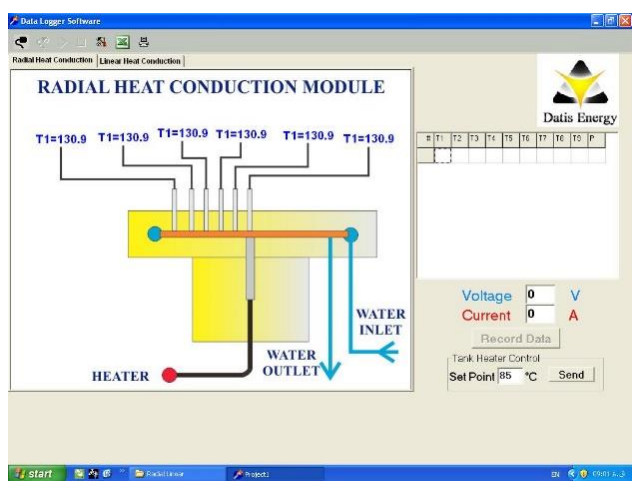 Data Logger Software
Radial Heat Conduction Linear Heat Conduction
RADIAL HEAT CONDUCTION MODULE
Datis Energy
T1=130.9 T1=130.9 T1=130.9 T1=130.9 T1=130.9 T1=130.9
# T1 T2 T3 T4 T5 T6 T7 T8 T9 P
Voltage 0 V
Current 0 A
Record Data
WATER
INLET
Tank Heater Control
Set Point 85 °C Send
WATER
OUTLET
HEATER
start
Project1
EN